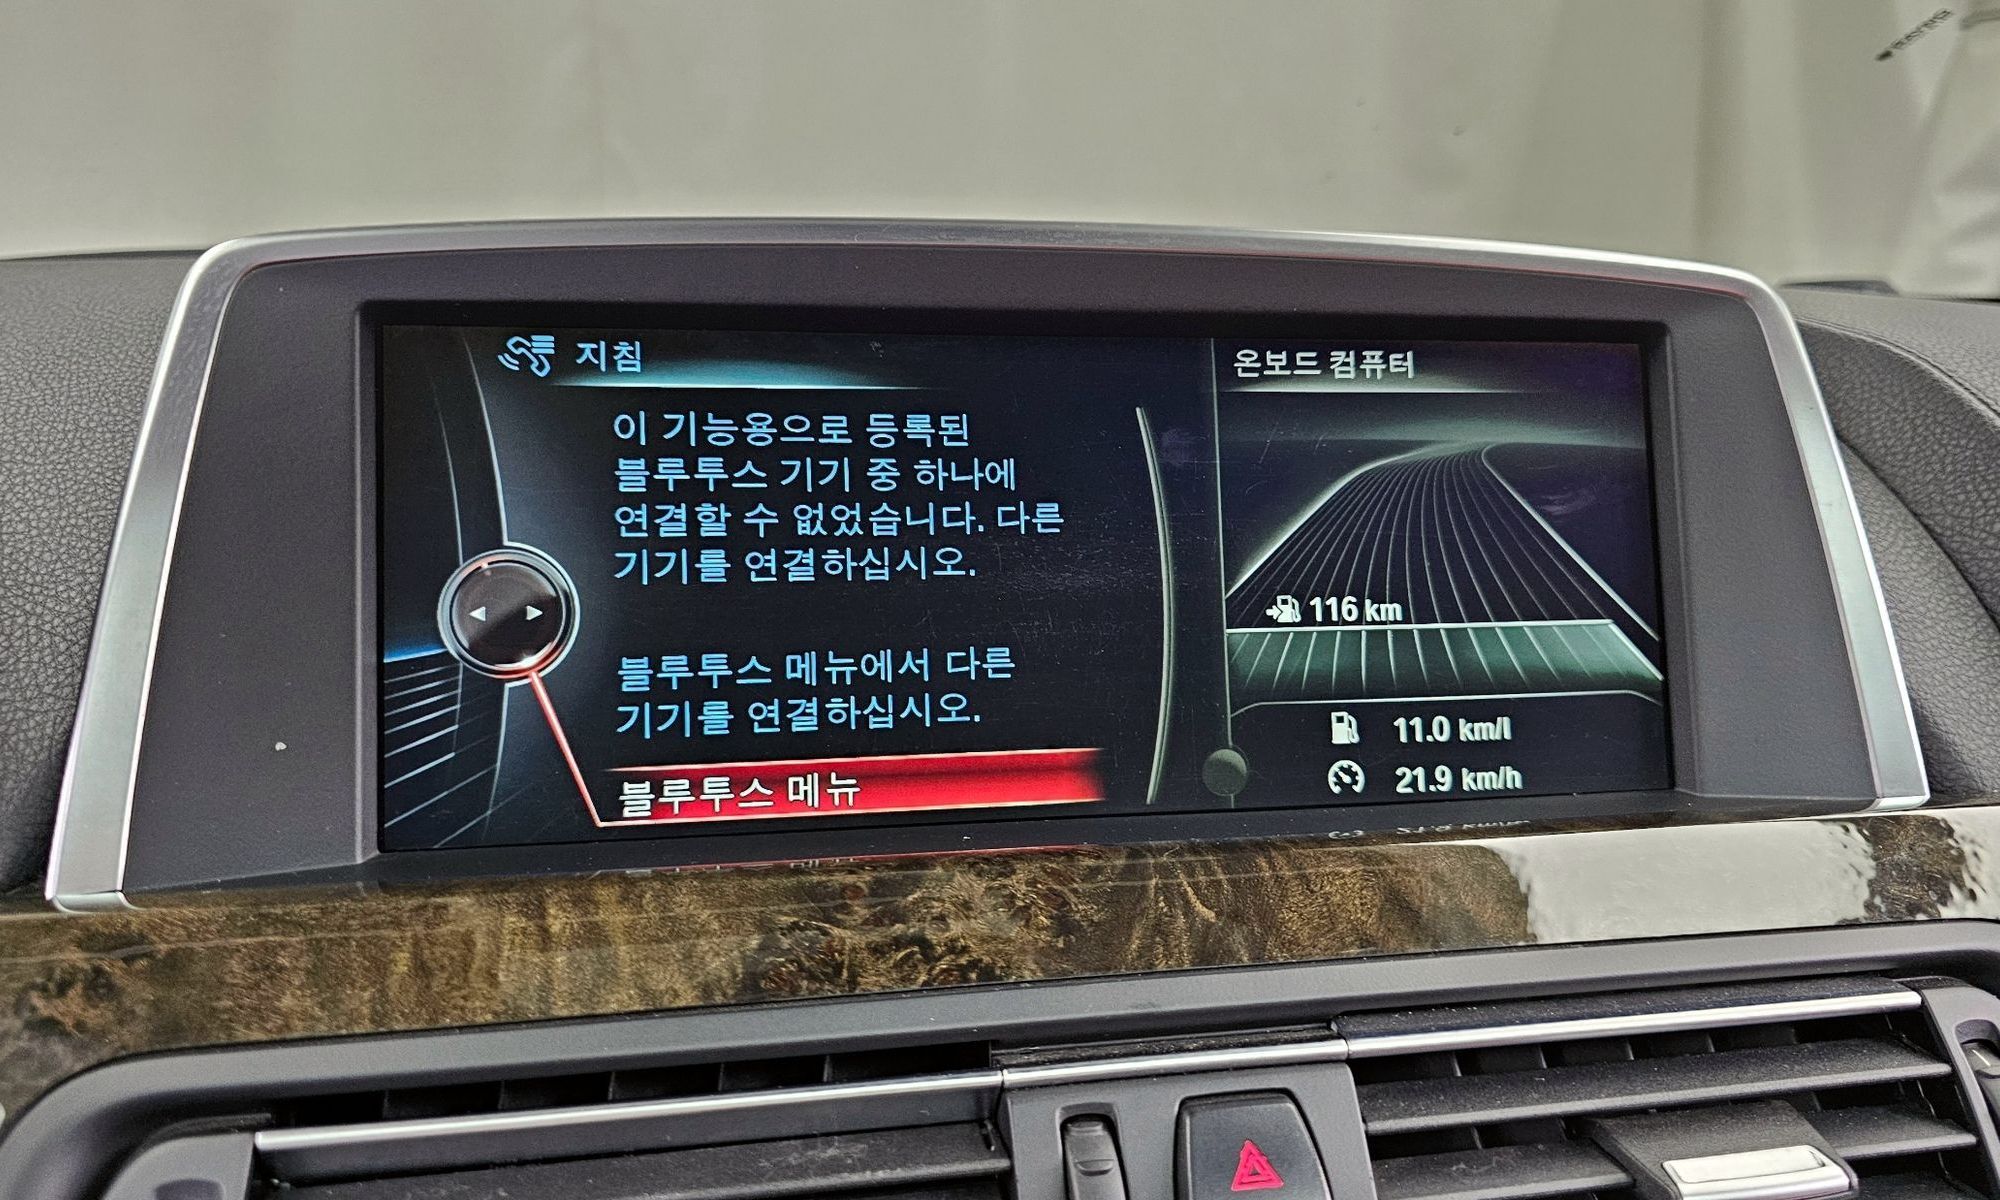 지침
이 기능용으로 등록된
블루투스 기기 중 하나에
연결할 수 없었습니다. 다른
기기를 연결하십시오.
블루투스 메뉴에서 다른
기기를 연결하십시오.
블루투스 메뉴
온보드 컴퓨터
116 km
11.0 km/l
21.9 km/h